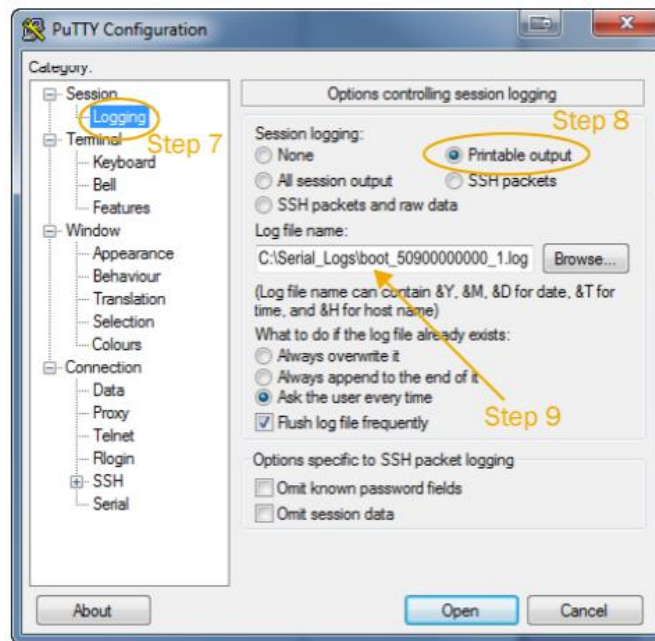 PuTTY Configuration
Category:
Session
Logging
Step 7
Terminal
Keyboard
Bell
Features
Window
Appearance
Behaviour
Translation
Selection
Colours
Connection
Data
Proxy
Telnet
Rlogin
SSH
Serial
Options controlling session logging
Step 8
Session logging:
None
Printable output
All session output
SSH packets
SSH packets and raw data
Log file name:
C:\Serial_Logs\boot_50900000000_1.log
Browse...
(Log file name can contain &Y, &M, &D for date, &T for
time, and &H for host name)
What to do if the log file already exists:
Always overwrite it
Always append to the end of it
Ask the user every time
Step 9
Flush log file frequently
Options specific to SSH packet logging
Omit known password fields
Omit session data
About
Open
Cancel